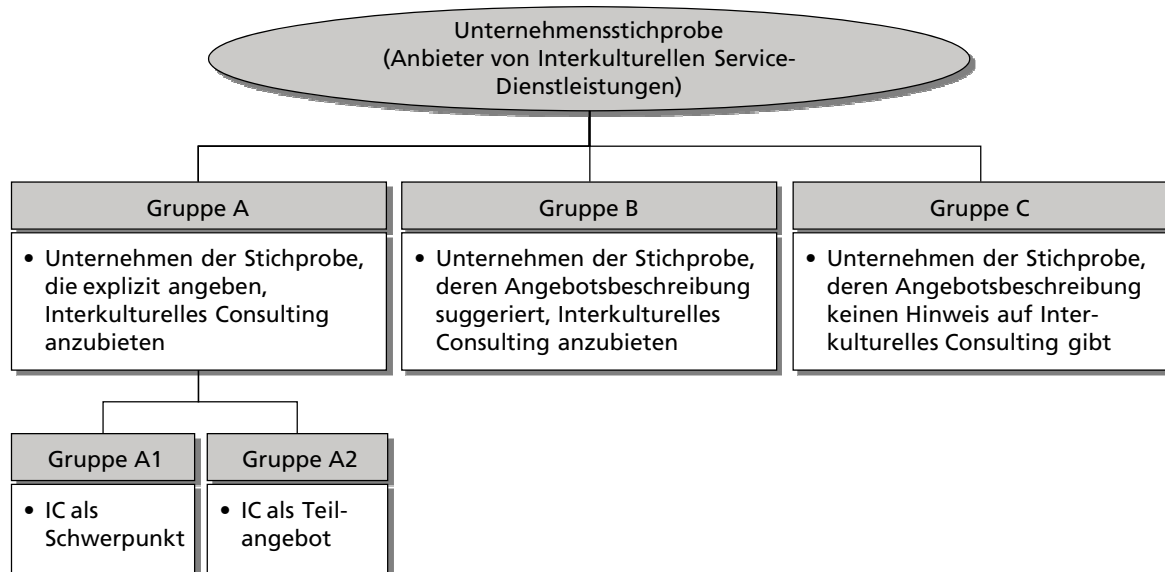 Unternehmensstichprobe
(Anbieter von Interkulturellen Service-
Dienstleistungen)
Gruppe A
• Unternehmen der Stichprobe,
die explizit angeben,
Interkulturelles Consulting
anzubieten
Gruppe B
• Unternehmen der Stichprobe,
deren Angebotsbeschreibung
suggeriert, Interkulturelles
Consulting anzubieten
Gruppe C
• Unternehmen der Stichprobe,
deren Angebotsbeschreibung
keinen Hinweis auf Inter-
kulturelles Consulting gibt
Gruppe A1
• IC als
Schwerpunkt
Gruppe A2
• IC als Teil-
angebot